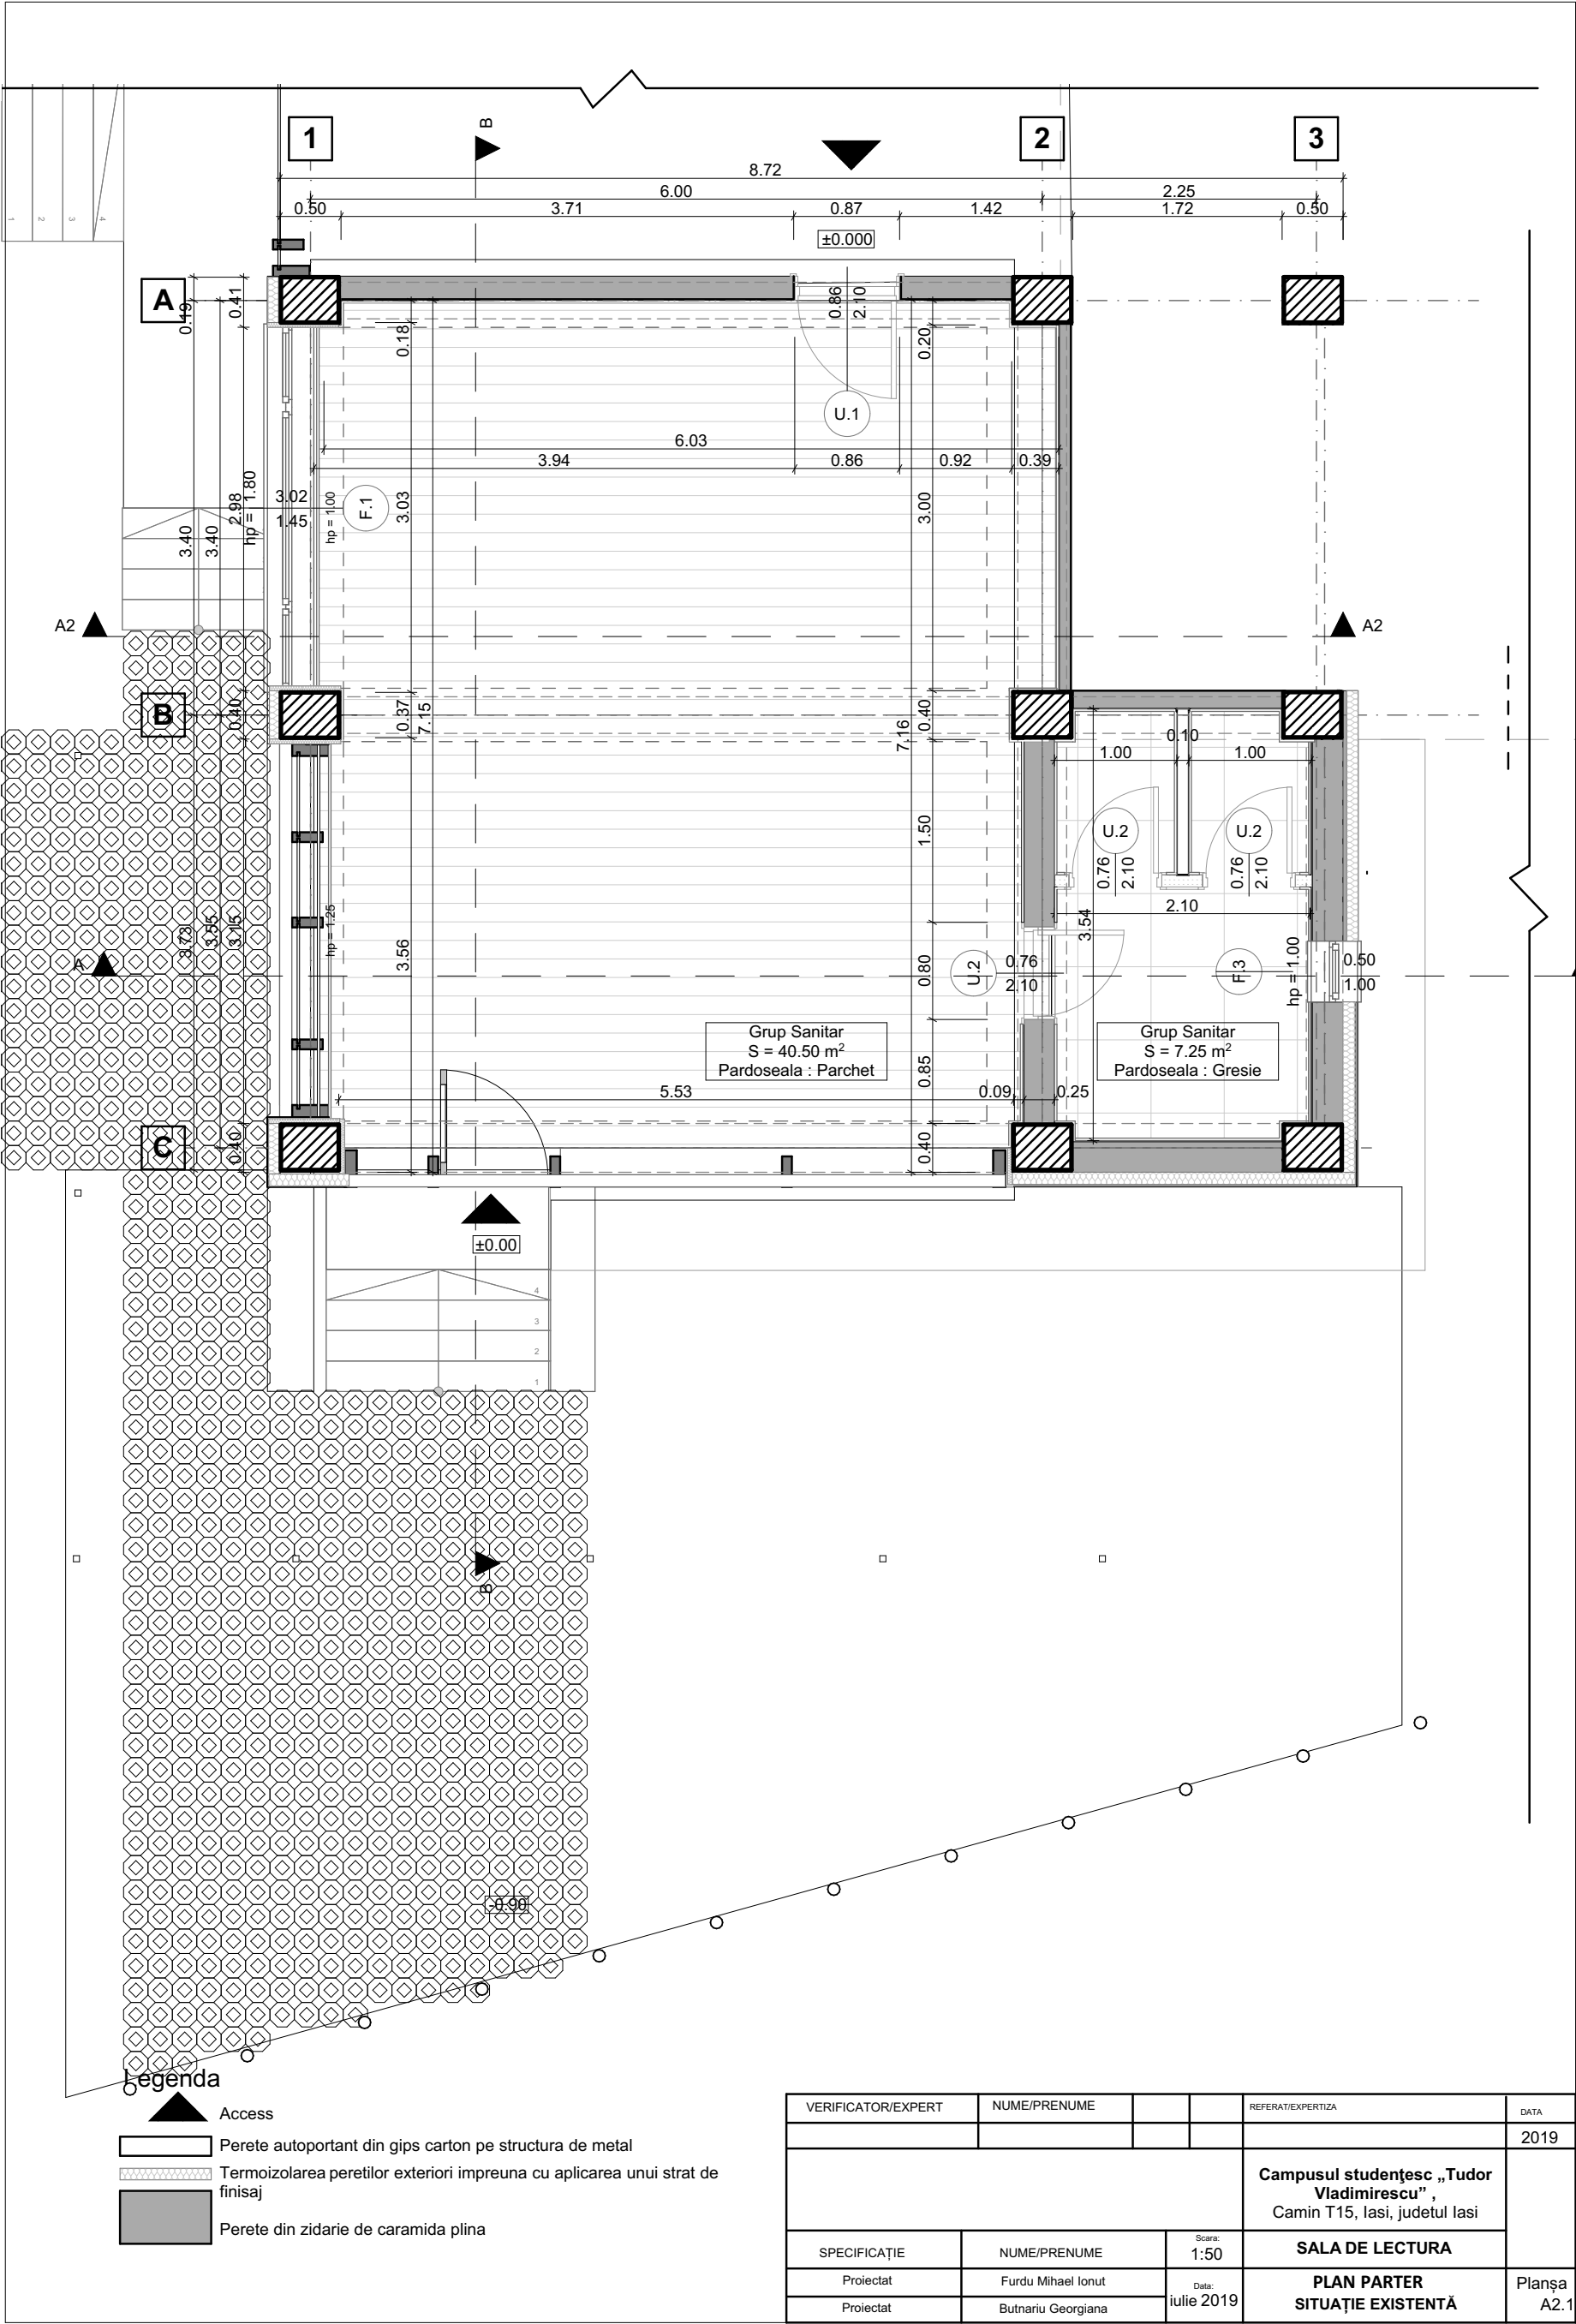 1
2
3
4
1
B
2
3
8.72
6.00
2.25
0.50
3.71
0.87
1.42
1.72
0.50
±0.000
A
0.19
0.41
0.18
0.86
2.10
0.20
U.1
6.03
3.94
0.86
0.92
0.39
3.40
3.40
2.98
hp = 1.80
3.02
1.45
hp = 1.00
F.1
3.03
3.00
A2
A2
B
0.40
0.37
7.15
7.16
0.40
0.10
1.00
1.00
1.50
U.2
0.76
2.10
U.2
0.76
2.10
2.10
3.54
3.73
3.55
3.15
hp = 1.25
3.56
A
0.80
U.2
0.76
2.10
F.3
hp = 1.00
0.50
1.00
Grup Sanitar
S = 40.50 m²
Pardoseala : Parchet
Grup Sanitar
S = 7.25 m²
Pardoseala : Gresie
0.85
5.53
0.09
0.25
C
0.40
0.40
±0.00
4
3
2
1
B
-0.90
Legenda
Access
Perete autoportant din gips carton pe structura de metal
Termoizolarea peretilor exteriori impreuna cu aplicarea unui strat de
finisaj
Perete din zidarie de caramida plina
VERIFICATOR/EXPERT
NUME/PRENUME
REFERAT/EXPERTIZA
DATA
2019
Campusul studenţesc „Tudor
Vladimirescu” ,
Camin T15, Iasi, judetul Iasi
SPECIFICAȚIE
NUME/PRENUME
Scara:
1:50
SALA DE LECTURA
Proiectat
Furdu Mihael Ionut
Data:
iulie 2019
PLAN PARTER
SITUAȚIE EXISTENTĂ
Planșa
A2.1
Proiectat
Butnariu Georgiana